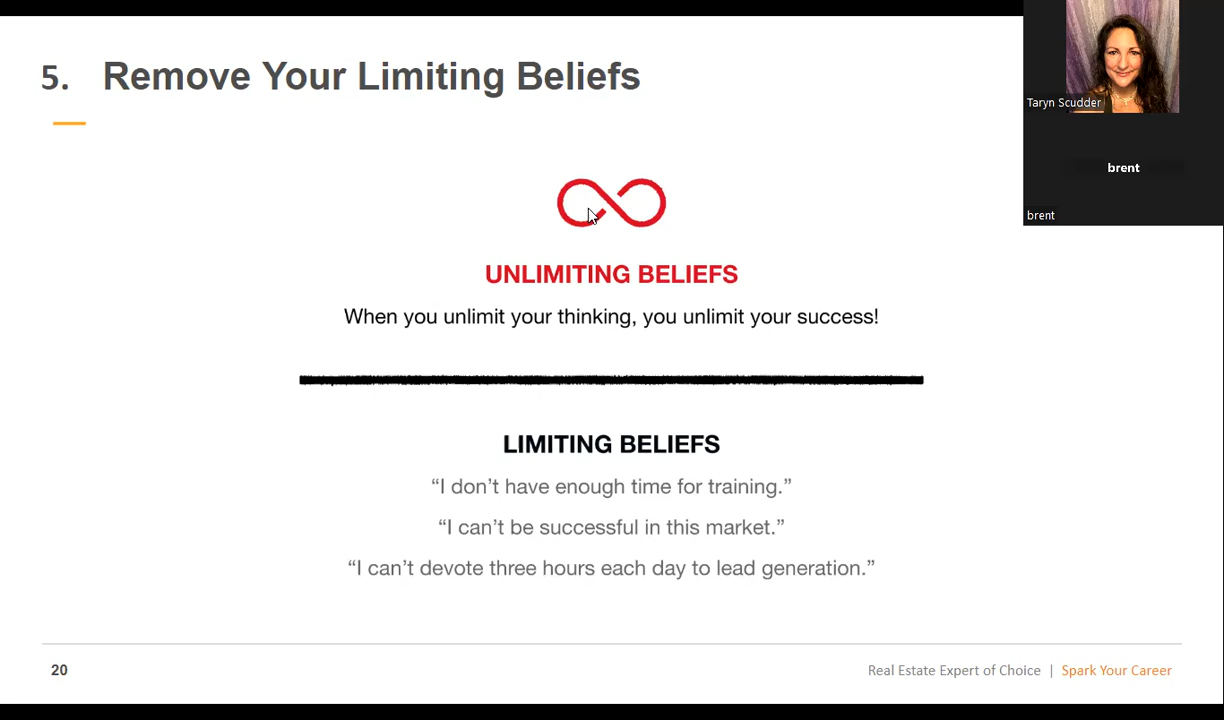 5. Remove Your Limiting Beliefs
Taryn Scudder
brent
brent
UNLIMITING BELIEFS
When you unlimit your thinking, you unlimit your success!
LIMITING BELIEFS
“I don’t have enough time for training.”
“I can’t be successful in this market.”
“I can’t devote three hours each day to lead generation.”
20
Real Estate Expert of Choice | Spark Your Career